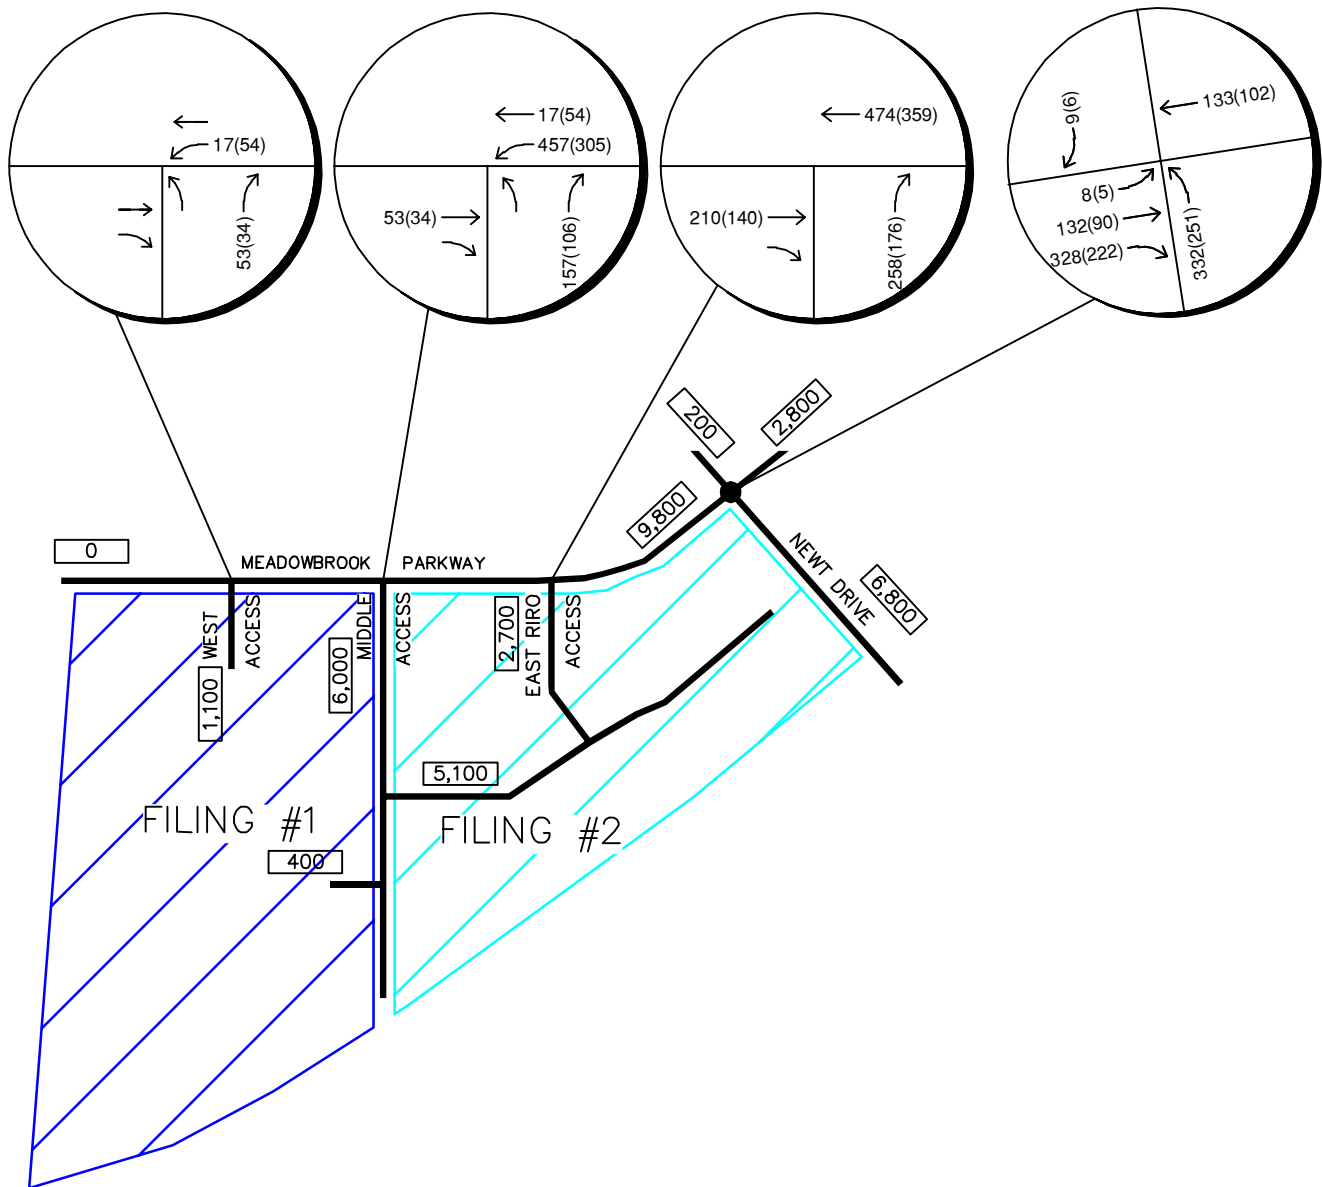 17(54)
53(34)
17(54)
457(305)
53(34)
157(106)
474(359)
210(140)
258(176)
9(6)
133(102)
8(5)
132(90)
328(222)
332(251)
200
2,800
9,800
0
MEADOWBROOK PARKWAY
NEWT DRIVE
6,800
WEST
ACCESS
1,100
MIDDLE
ACCESS
6,000
2,700
EAST RIRO
ACCESS
5,100
FILING #1
FILING #2
400